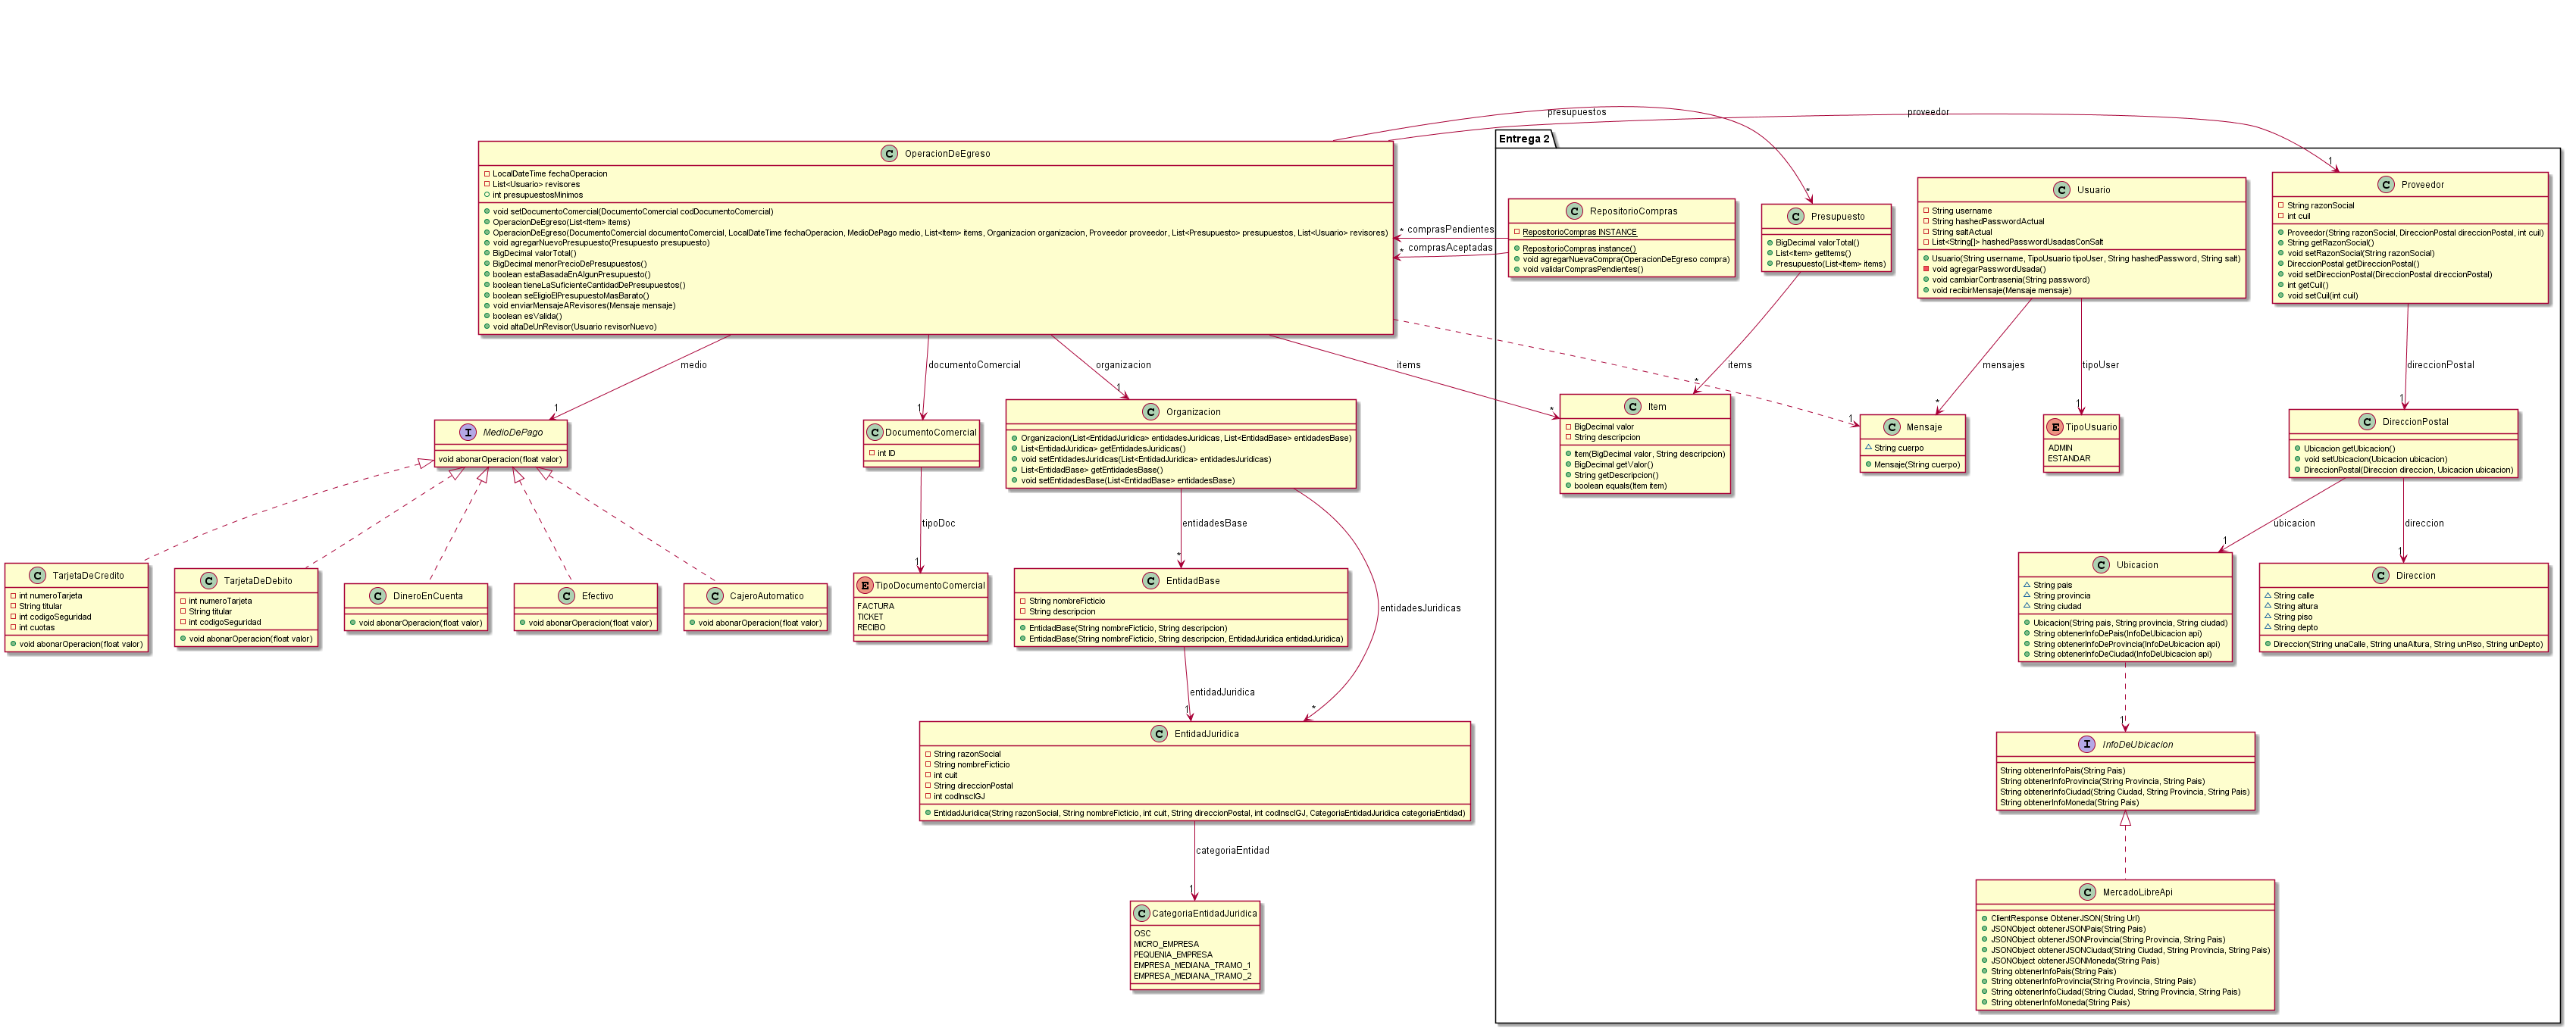 presupuestos
proveedor
1
*
Entrega 2
OperacionDeEgreso
LocalDateTime fechaOperacion
List<Usuario> revisores
int presupuestosMinimos
void setDocumentoComercial(DocumentoComercial codDocumentoComercial)
OperacionDeEgreso(List<Item> items)
OperacionDeEgreso(DocumentoComercial documentoComercial, LocalDateTime fechaOperacion, MedioDePago medio, List<Item> items, Organizacion organizacion, Proveedor proveedor, List<Presupuesto> presupuestos, List<Usuario> revisores)
void agregarNuevoPresupuesto(Presupuesto presupuesto)
BigDecimal valorTotal()
BigDecimal menorPrecioDePresupuestos()
boolean estaBasadaEnAlgunPresupuesto()
boolean tieneLaSuficienteCantidadDePresupuestos()
boolean seEligioElPresupuestoMasBarato()
void enviarMensajeARevisores(Mensaje mensaje)
boolean esValida()
void altaDeUnRevisor(Usuario revisorNuevo)
* comprasPendientes
* comprasAceptadas
RepositorioCompras
RepositorioCompras INSTANCE
RepositorioCompras instance()
void agregarNuevaCompra(OperacionDeEgreso compra)
void validarComprasPendientes()
Presupuesto
BigDecimal valorTotal()
List<Item> getItems()
Presupuesto(List<Item> items)
Usuario
String username
String hashedPasswordActual
String saltActual
List<String[]> hashedPasswordUsadasConSalt
Usuario(String username, TipoUsuario tipoUser, String hashedPassword, String salt)
void agregarPasswordUsada()
void cambiarContrasenia(String password)
void recibirMensaje(Mensaje mensaje)
Proveedor
String razonSocial
int cuil
Proveedor(String razonSocial, DireccionPostal direccionPostal, int cuil)
String getRazonSocial()
void setRazonSocial(String razonSocial)
DireccionPostal getDireccionPostal()
void setDireccionPostal(DireccionPostal direccionPostal)
int getCuil()
void setCuil(int cuil)
medio
1
documentoComercial
1
organizacion
1
items
*
items
*
1
mensajes
*
tipoUser
1
direccionPostal
1
MedioDePago
void abonarOperacion(float valor)
DocumentoComercial
int ID
Organizacion
Organizacion(List<EntidadJuridica> entidadesJuridicas, List<EntidadBase> entidadesBase)
List<EntidadJuridica> getEntidadesJuridicas()
void setEntidadesJuridicas(List<EntidadJuridica> entidadesJuridicas)
List<EntidadBase> getEntidadesBase()
void setEntidadesBase(List<EntidadBase> entidadesBase)
Item
BigDecimal valor
String descripcion
Item(BigDecimal valor, String descripcion)
BigDecimal getValor()
String getDescripcion()
boolean equals(Item item)
Mensaje
String cuerpo
Mensaje(String cuerpo)
TipoUsuario
ADMIN
ESTANDAR
DireccionPostal
Ubicacion getUbicacion()
void setUbicacion(Ubicacion ubicacion)
DireccionPostal(Direccion direccion, Ubicacion ubicacion)
tipoDoc
1
entidadesBase
*
entidadesJuridicas
*
ubicacion
1
direccion
1
TarjetaDeCredito
int numeroTarjeta
String titular
int codigoSeguridad
int cuotas
void abonarOperacion(float valor)
TarjetaDeDebito
int numeroTarjeta
String titular
int codigoSeguridad
void abonarOperacion(float valor)
DineroEnCuenta
void abonarOperacion(float valor)
Efectivo
void abonarOperacion(float valor)
CajeroAutomatico
void abonarOperacion(float valor)
TipoDocumentoComercial
FACTURA
TICKET
RECIBO
EntidadBase
String nombreFicticio
String descripcion
EntidadBase(String nombreFicticio, String descripcion)
EntidadBase(String nombreFicticio, String descripcion, EntidadJuridica entidadJuridica)
Ubicacion
String pais
String provincia
String ciudad
Ubicacion(String pais, String provincia, String ciudad)
String obtenerInfoDePais(InfoDeUbicacion api)
String obtenerInfoDeProvincia(InfoDeUbicacion api)
String obtenerInfoDeCiudad(InfoDeUbicacion api)
Direccion
String calle
String altura
String piso
String depto
Direccion(String unaCalle, String unaAltura, String unPiso, String unDepto)
entidadJuridica
1
1
EntidadJuridica
String razonSocial
String nombreFicticio
int cuit
String direccionPostal
int codInscIGJ
EntidadJuridica(String razonSocial, String nombreFicticio, int cuit, String direccionPostal, int codInscIGJ, CategoriaEntidadJuridica categoriaEntidad)
InfoDeUbicacion
String obtenerInfoPais(String Pais)
String obtenerInfoProvincia(String Provincia, String Pais)
String obtenerInfoCiudad(String Ciudad, String Provincia, String Pais)
String obtenerInfoMoneda(String Pais)
categoriaEntidad
1
CategoriaEntidadJuridica
OSC
MICRO_EMPRESA
PEQUENIA_EMPRESA
EMPRESA_MEDIANA_TRAMO_1
EMPRESA_MEDIANA_TRAMO_2
MercadoLibreApi
ClientResponse ObtenerJSON(String Url)
JSONObject obtenerJSONPais(String Pais)
JSONObject obtenerJSONProvincia(String Provincia, String Pais)
JSONObject obtenerJSONCiudad(String Ciudad, String Provincia, String Pais)
JSONObject obtenerJSONMoneda(String Pais)
String obtenerInfoPais(String Pais)
String obtenerInfoProvincia(String Provincia, String Pais)
String obtenerInfoCiudad(String Ciudad, String Provincia, String Pais)
String obtenerInfoMoneda(String Pais)